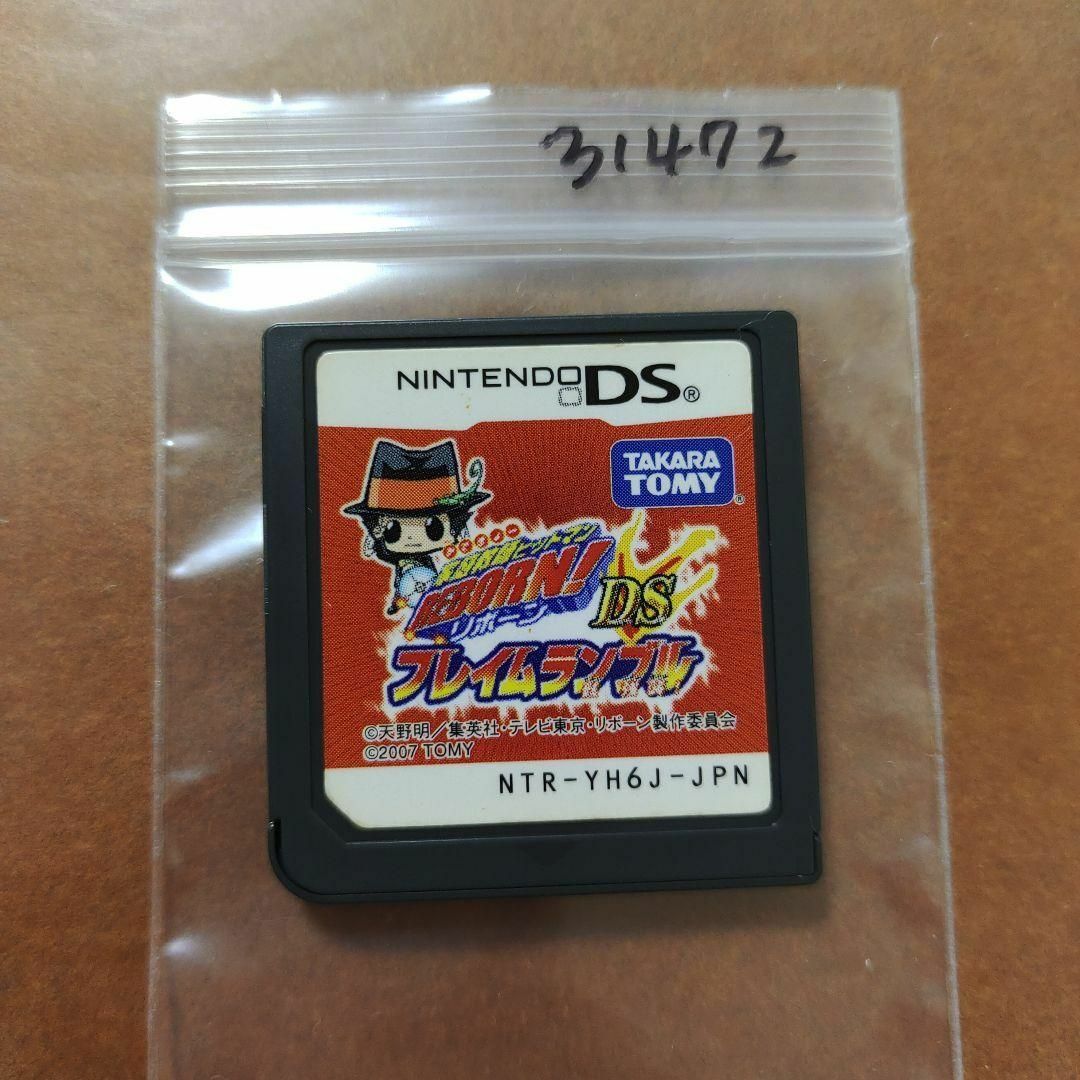 31472
NINTENDO DS®
TAKARA
TOMY®
家庭教師ヒットマン
REBORN!
リボーン
DS
フレイムランブル
©天野明/集英社・テレビ東京・リボーン製作委員会
©2007 TOMY
NTR-YH6J-JPN